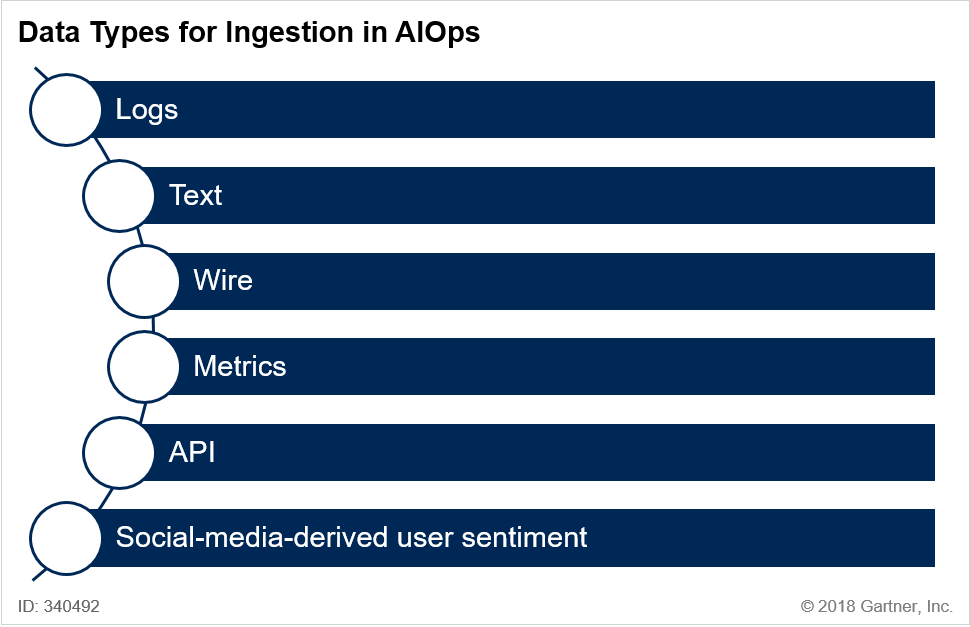 Data Types for Ingestion in AIOps
Logs
Text
Wire
Metrics
API
Social-media-derived user sentiment
ID: 340492
© 2018 Gartner, Inc.